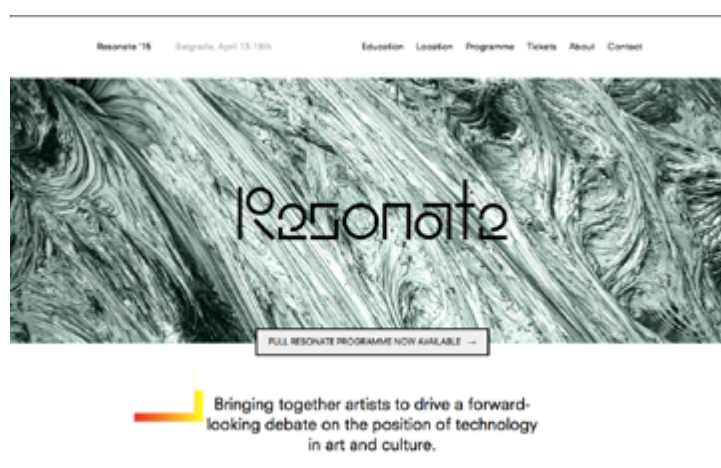 Resonate '15 Belgrade, April 13-18th Education Location Programme Tickets About Contact
Resonate
FULL RESONATE PROGRAMME NOW AVAILABLE →
Bringing together artists to drive a forward-
looking debate on the position of technology
in art and culture.